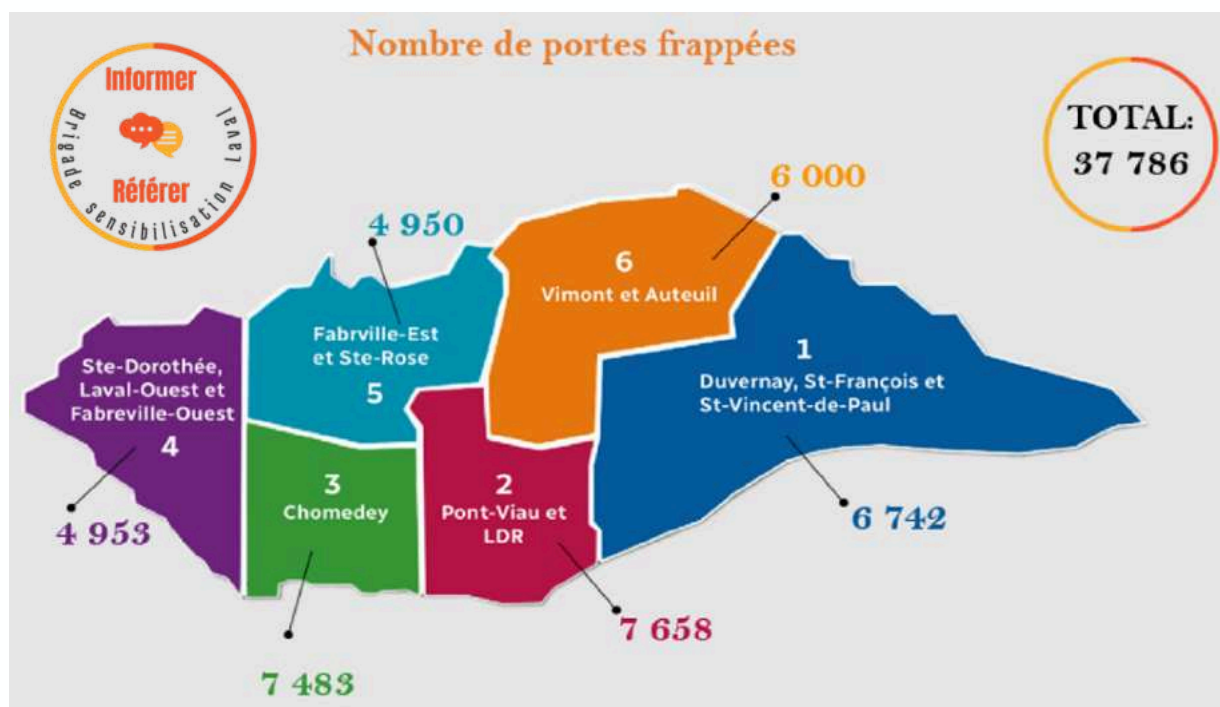 Nombre de portes frappées
Informer
Référer
Brigade sensibilisation Laval
TOTAL:
37 786
6 000
4 950
6
Vimont et Auteuil
Fabrville-Est
et Ste-Rose
5
1
Duvernay, St-François et
St-Vincent-de-Paul
Ste-Dorothée,
Laval-Ouest et
Fabreville-Ouest
4
3
Chomedey
2
Pont-Viau et
LDR
4 953
6 742
7 658
7 483